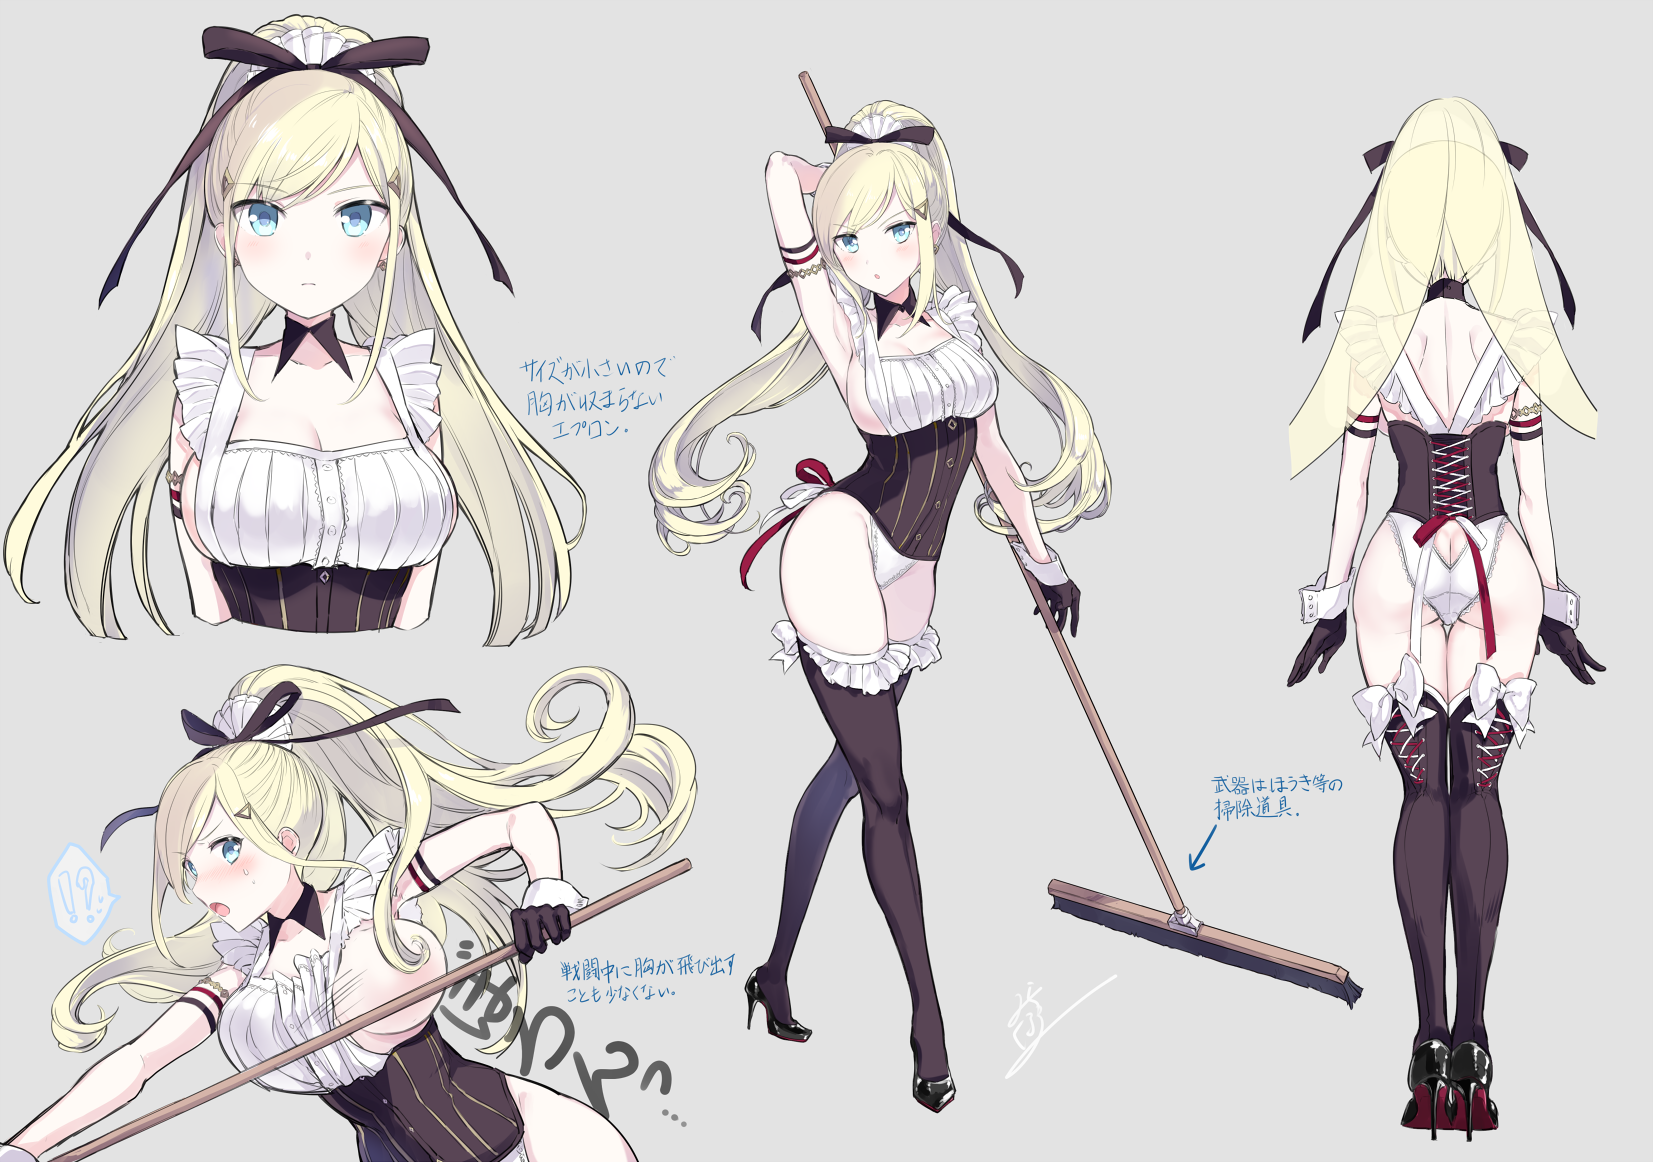 サイズが小さいので
胸が収まらない
エプロン。
武器はほうき等の
掃除道具.
!?
戦闘中に胸が飛び出す
ことも少なくない。